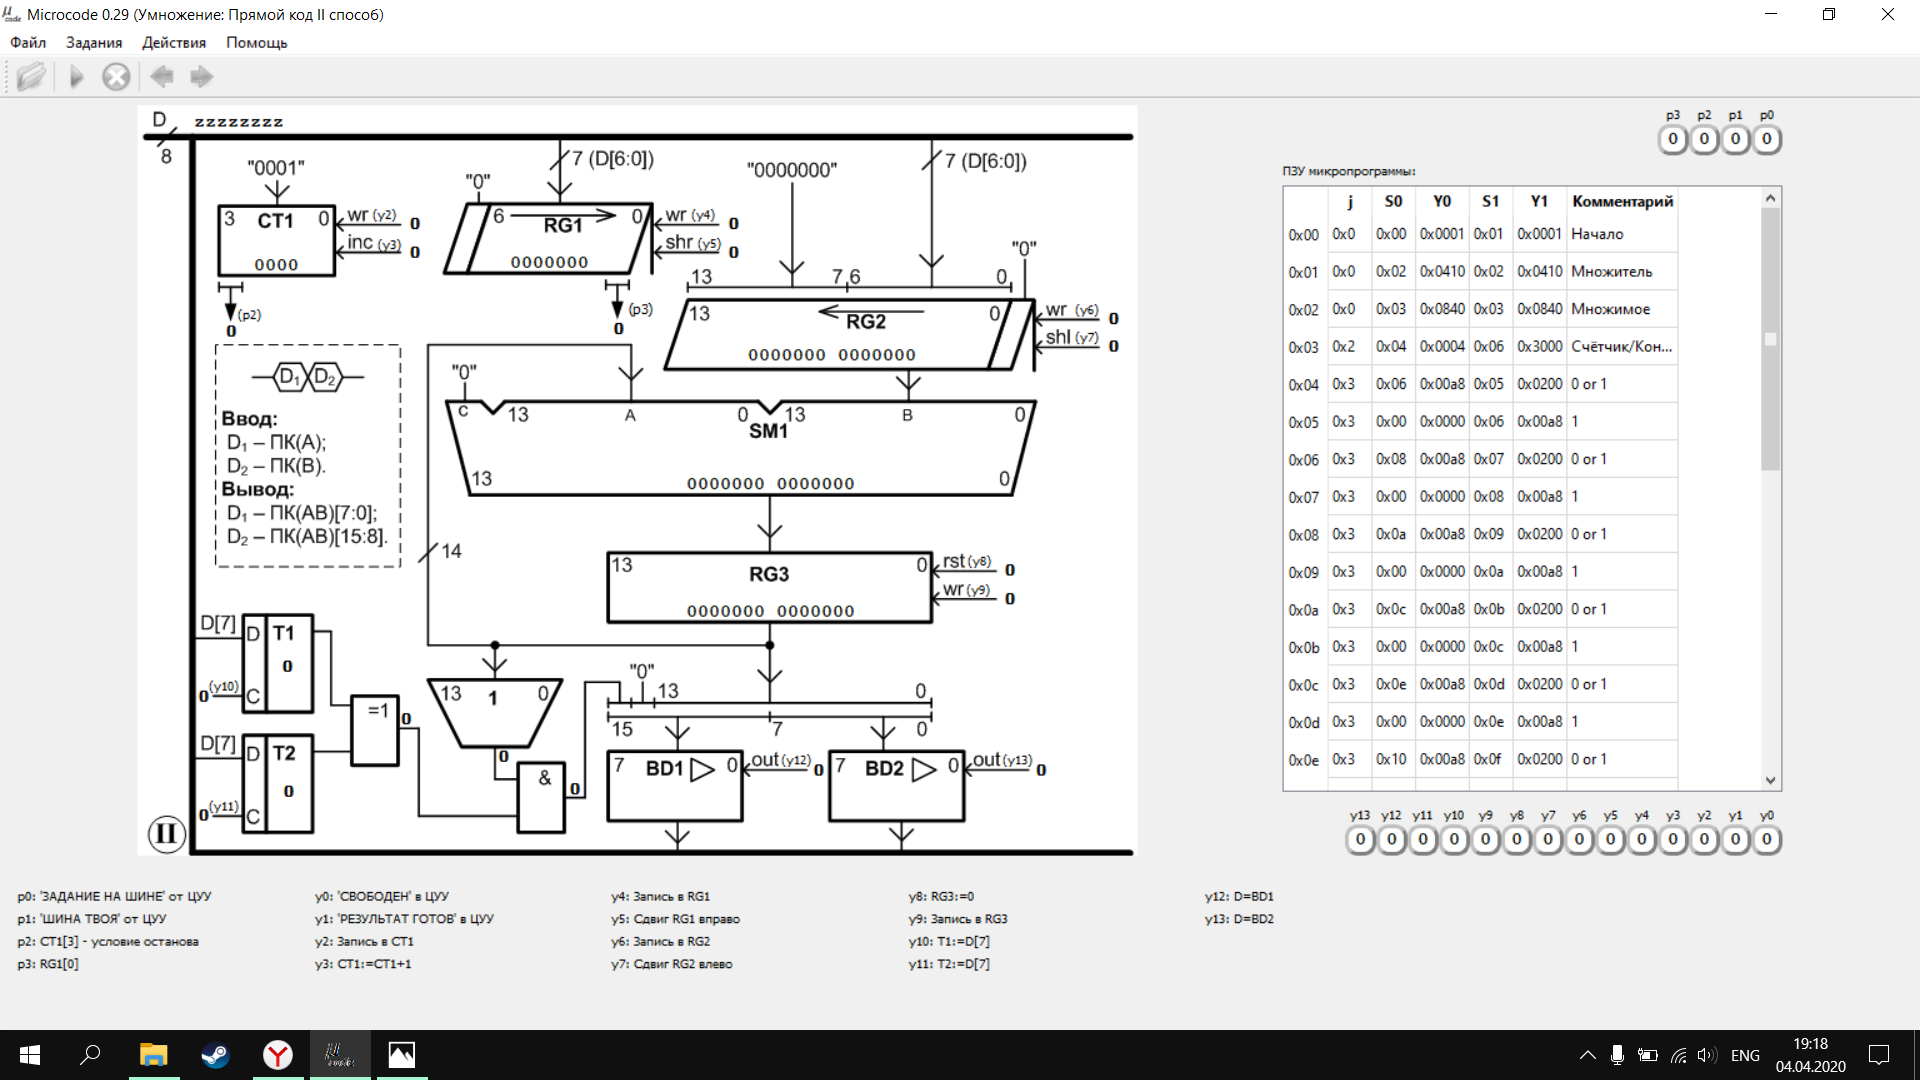 Microcode 0.29 (Умножение: Прямой код II способ)
Файл Задания Действия Помощь
D zzzzzzzz
8
"0001"
3 CT1 0
wr (y2) 0
inc (y3) 0
0000
(p2)
0
7 (D[6:0])
"0"
6 RG1 0
wr (y4) 0
shr (y5) 0
0000000
(p3)
0
"0000000"
7 (D[6:0])
"0"
13 7,6 0
13 RG2 0
wr (y6) 0
shl (y7) 0
0000000 0000000
D₁ D₂
Ввод:
D₁ – ПК(A);
D₂ – ПК(B).
Вывод:
D₁ – ПК(AB)[7:0];
D₂ – ПК(AB)[15:8].
"0"
C 13 A 0 13 B 0
SM1
13 0000000 0000000 0
14
13 RG3 0
rst (y8) 0
wr (y9) 0
0000000 0000000
D[7] D T1
0
0 (y10) C
D[7] D T2
0
0 (y11) C
=1 0
13 1 0
0
& 0
"0" 13 0
15 7 0
7 BD1 0 out (y12) 0
7 BD2 0 out (y13) 0
II
p3 p2 p1 p0
0 0 0 0
ПЗУ микропрограммы:
j S0 Y0 S1 Y1 Комментарий
0x00 0x0 0x00 0x0001 0x01 0x0001 Начало
0x01 0x0 0x02 0x0410 0x02 0x0410 Множитель
0x02 0x0 0x03 0x0840 0x03 0x0840 Множимое
0x03 0x2 0x04 0x0004 0x06 0x3000 Счётчик/Кон...
0x04 0x3 0x06 0x00a8 0x05 0x0200 0 or 1
0x05 0x3 0x00 0x0000 0x06 0x00a8 1
0x06 0x3 0x08 0x00a8 0x07 0x0200 0 or 1
0x07 0x3 0x00 0x0000 0x08 0x00a8 1
0x08 0x3 0x0a 0x00a8 0x09 0x0200 0 or 1
0x09 0x3 0x00 0x0000 0x0a 0x00a8 1
0x0a 0x3 0x0c 0x00a8 0x0b 0x0200 0 or 1
0x0b 0x3 0x00 0x0000 0x0c 0x00a8 1
0x0c 0x3 0x0e 0x00a8 0x0d 0x0200 0 or 1
0x0d 0x3 0x00 0x0000 0x0e 0x00a8 1
0x0e 0x3 0x10 0x00a8 0x0f 0x0200 0 or 1
y13 y12 y11 y10 y9 y8 y7 y6 y5 y4 y3 y2 y1 y0
0 0 0 0 0 0 0 0 0 0 0 0 0 0
p0: 'ЗАДАНИЕ НА ШИНЕ' от ЦУУ
p1: 'ШИНА ТВОЯ' от ЦУУ
p2: CT1[3] - условие останова
p3: RG1[0]
y0: 'СВОБОДЕН' в ЦУУ
y1: 'РЕЗУЛЬТАТ ГОТОВ' в ЦУУ
y2: Запись в CT1
y3: CT1:=CT1+1
y4: Запись в RG1
y5: Сдвиг RG1 вправо
y6: Запись в RG2
y7: Сдвиг RG2 влево
y8: RG3:=0
y9: Запись в RG3
y10: T1:=D[7]
y11: T2:=D[7]
y12: D=BD1
y13: D=BD2
ENG
19:18
04.04.2020